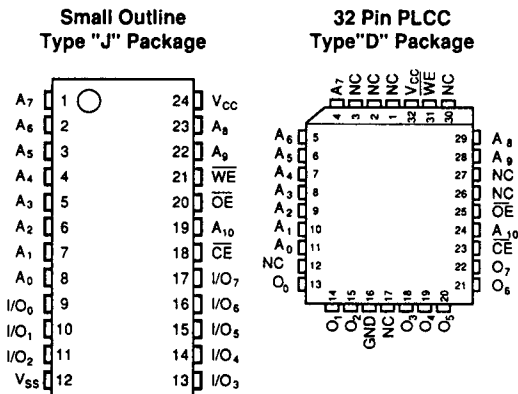 Small Outline
Type "J" Package
A7 1 24 VCC
A6 2 23 A8
A5 3 22 A9
A4 4 21 WE
A3 5 20 OE
A2 6 19 A10
A1 7 18 CE
A0 8 17 I/O7
I/O0 9 16 I/O6
I/O1 10 15 I/O5
I/O2 11 14 I/O4
VSS 12 13 I/O3
32 Pin PLCC
Type"D" Package
A7 NC NC NC VCC WE NC
4 3 2 1 32 31 30
A6 5 29 A8
A5 6 28 A9
A4 7 27 NC
A3 8 26 NC
A2 9 25 OE
A1 10 24 A10
A0 11 23 CE
NC 12 22 O7
O0 13 21 O6
14 15 16 17 18 19 20
O1 O2 GND NC O3 O4 O5